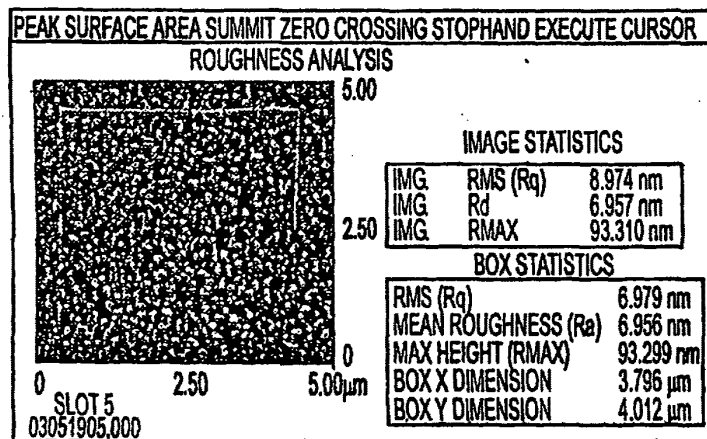 PEAK SURFACE AREA SUMMIT ZERO CROSSING STOPHAND EXECUTE CURSOR
ROUGHNESS ANALYSIS
5.00
2.50
0
0 2.50 5.00µm
SLOT 5
03051905.000
IMAGE STATISTICS
IMG. RMS (Rq) 8.974 nm
IMG. Rd 6.957 nm
IMG. RMAX 93.310 nm
BOX STATISTICS
RMS (Rq) 6.979 nm
MEAN ROUGHNESS (Ra) 6.956 nm
MAX HEIGHT (RMAX) 93.299 nm
BOX X DIMENSION 3.796 µm
BOX Y DIMENSION 4.012 µm